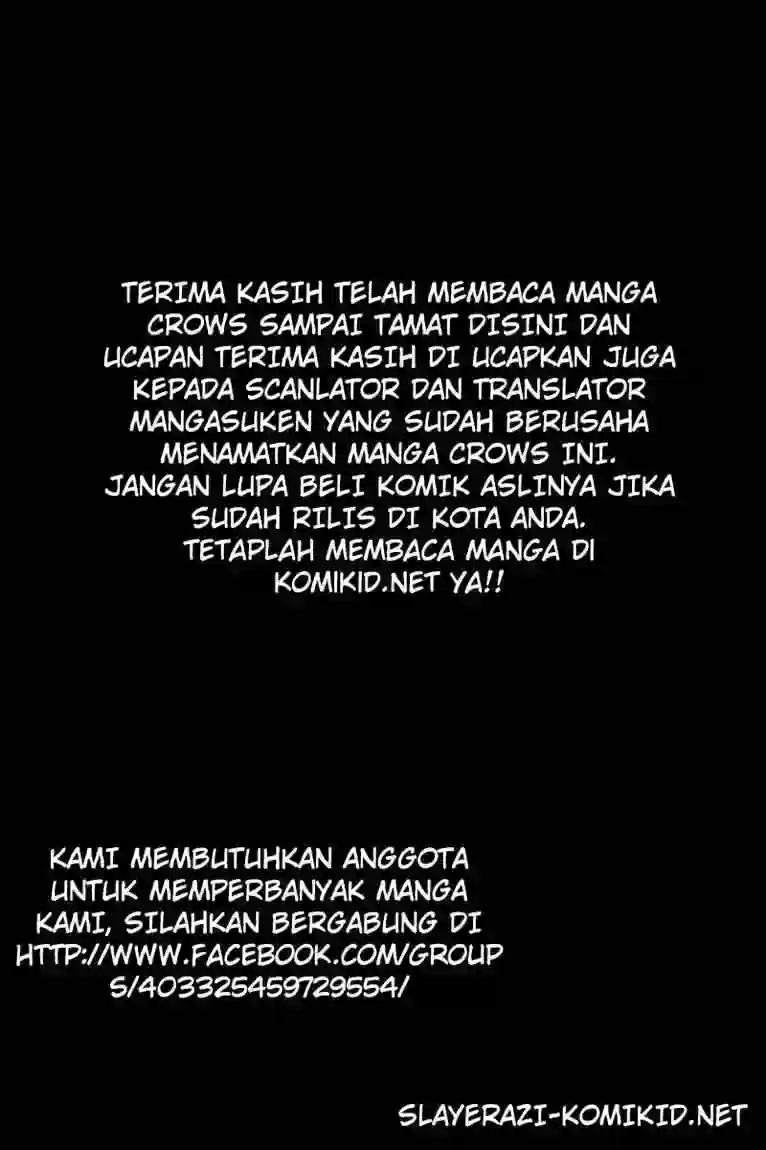 TERIMA KASIH TELAH MEMBACA MANGA
CROWS SAMPAI TAMAT DISINI DAN
UCAPAN TERIMA KASIH DI UCAPKAN JUGA
KEPADA SCANLATOR DAN TRANSLATOR
MANGASUKEN YANG SUDAH BERUSAHA
MENAMATKAN MANGA CROWS INI.
JANGAN LUPA BELI KOMIK ASLINYA JIKA
SUDAH RILIS DI KOTA ANDA.
TETAPLAH MEMBACA MANGA DI
KOMIKID.NET YA!!
KAMI MEMBUTUHKAN ANGGOTA
UNTUK MEMPERBANYAK MANGA
KAMI, SILAHKAN BERGABUNG DI
HTTP://WWW.FACEBOOK.COM/GROUP
S/403325459729554/
SLAYERAZI-KOMIKID.NET